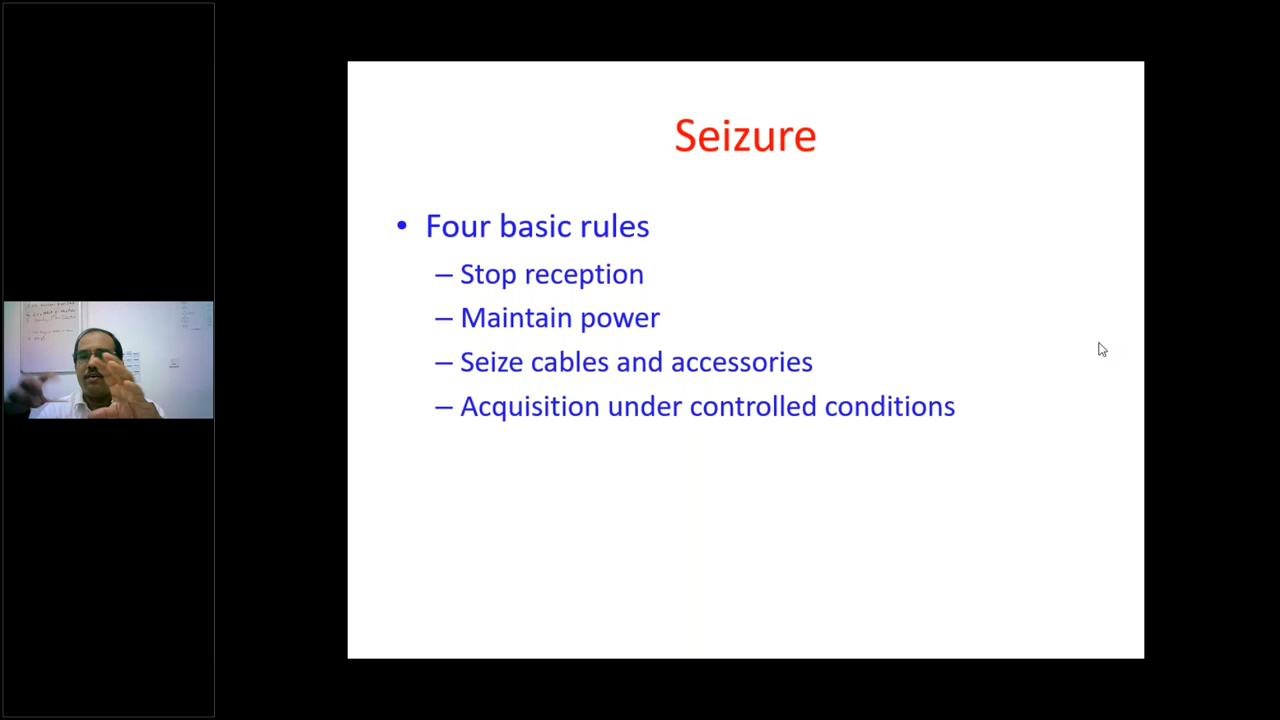 Seizure
• Four basic rules
– Stop reception
– Maintain power
– Seize cables and accessories
– Acquisition under controlled conditions